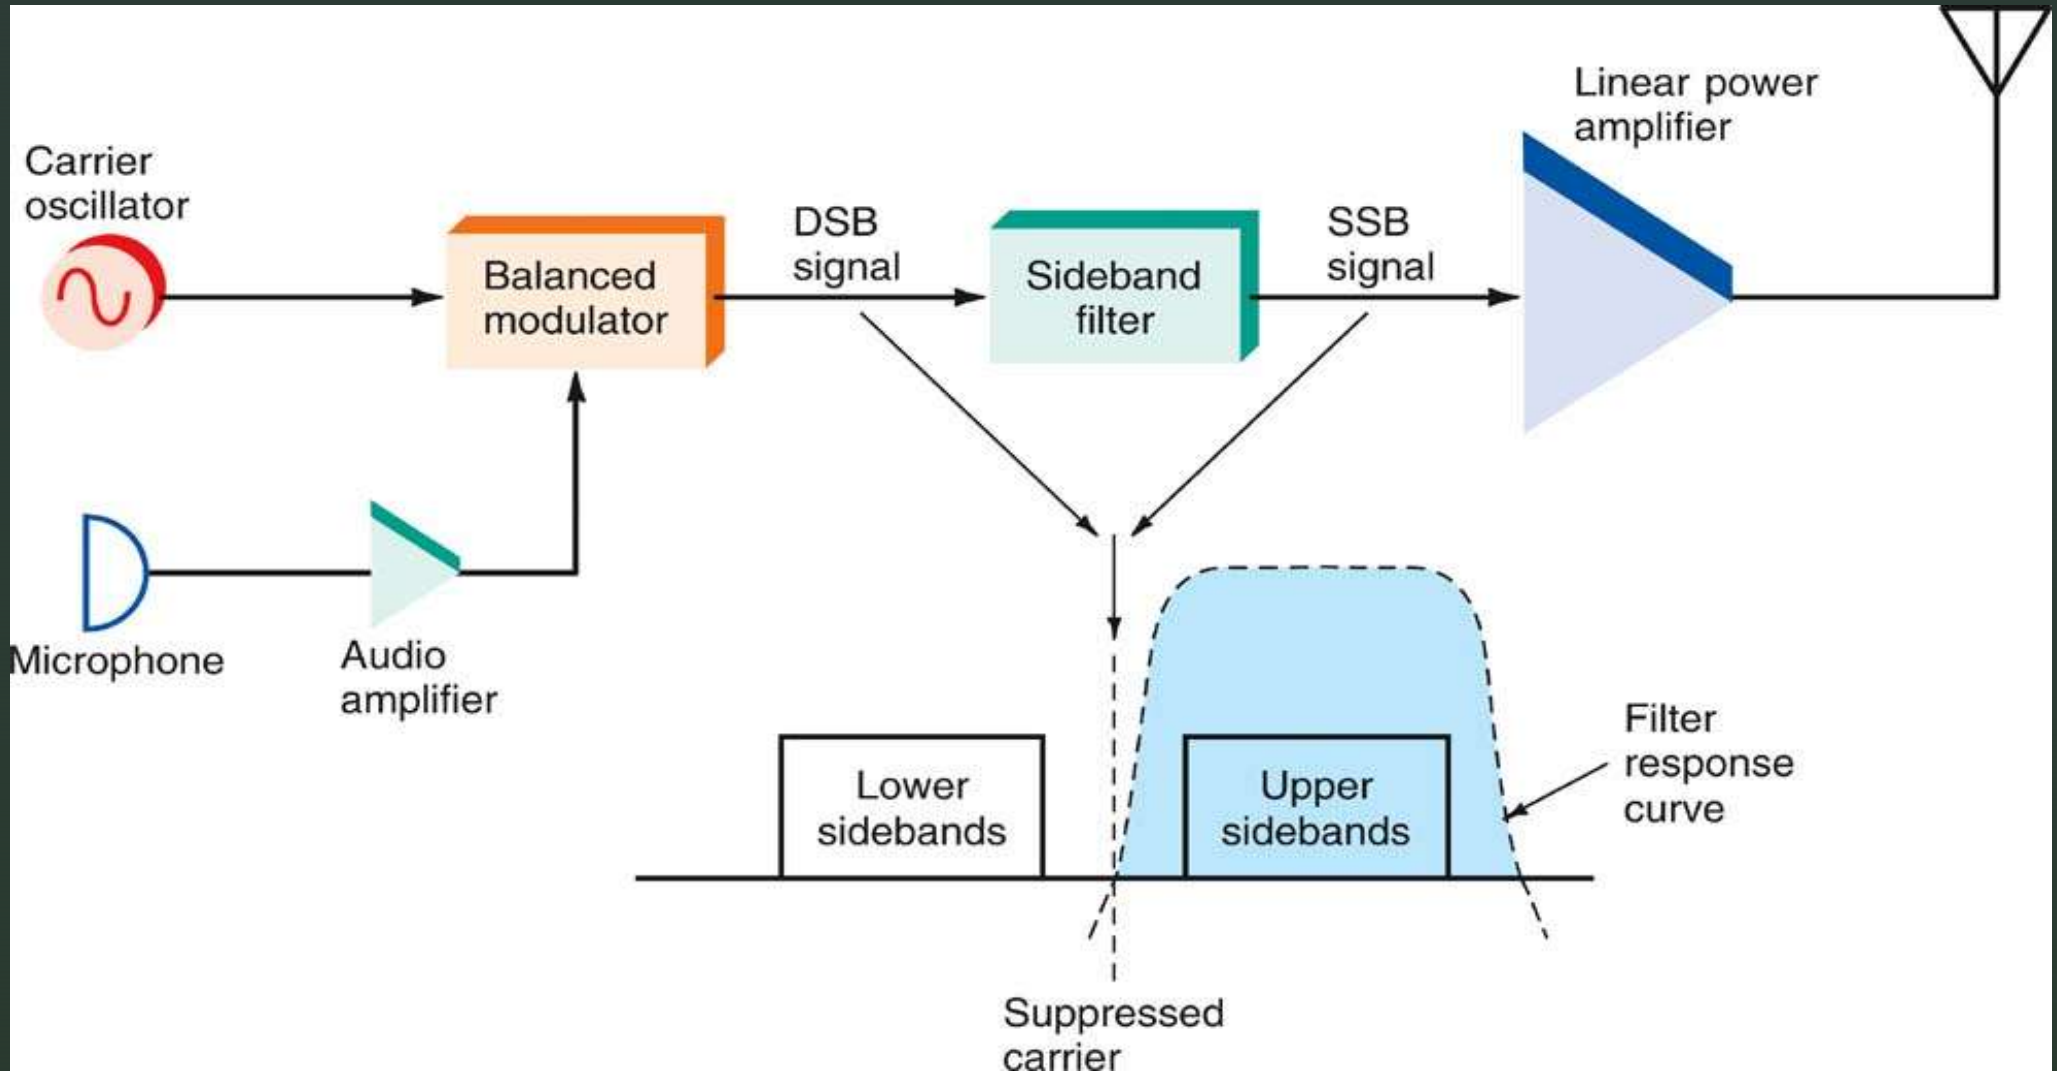 Linear power
amplifier
Carrier
oscillator
DSB
signal
SSB
signal
Balanced
modulator
Sideband
filter
Microphone
Audio
amplifier
Filter
response
curve
Lower
sidebands
Upper
sidebands
Suppressed
carrier